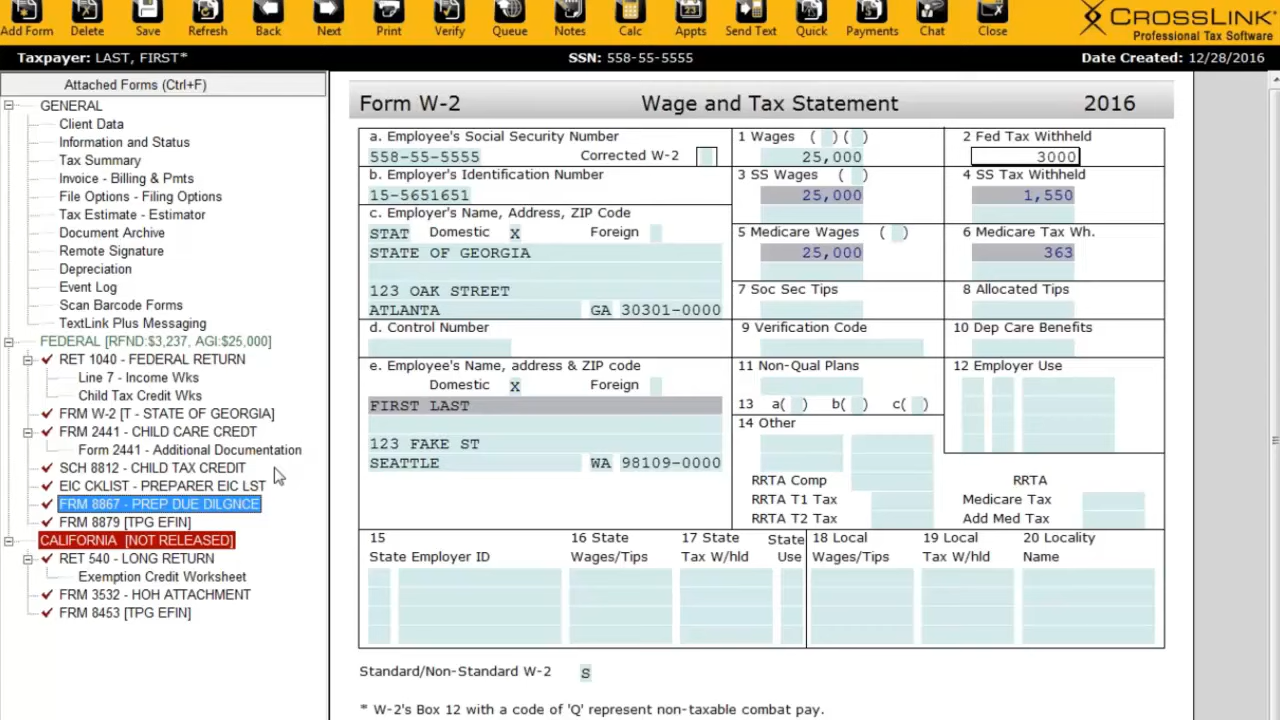 Add Form Delete Save Refresh Back Next Print Verify Queue Notes Calc Appts Send Text Quick Payments Chat Close
CROSSLINK
Professional Tax Software
Taxpayer: LAST, FIRST* SSN: 558-55-5555 Date Created: 12/28/2016
Attached Forms (Ctrl+F)
GENERAL
Client Data
Information and Status
Tax Summary
Invoice - Billing & Pmts
File Options - Filing Options
Tax Estimate - Estimator
Document Archive
Remote Signature
Depreciation
Event Log
Scan Barcode Forms
TextLink Plus Messaging
FEDERAL [RFND:$3,237, AGI:$25,000]
RET 1040 - FEDERAL RETURN
Line 7 - Income Wks
Child Tax Credit Wks
FRM W-2 [T - STATE OF GEORGIA]
FRM 2441 - CHILD CARE CREDT
Form 2441 - Additional Documentation
SCH 8812 - CHILD TAX CREDIT
EIC CKLIST - PREPARER EIC LST
FRM 8867 - PREP DUE DILGNCE
FRM 8879 [TPG EFIN]
CALIFORNIA [NOT RELEASED]
RET 540 - LONG RETURN
Exemption Credit Worksheet
FRM 3532 - HOH ATTACHMENT
FRM 8453 [TPG EFIN]
Form W-2 Wage and Tax Statement 2016
a. Employee's Social Security Number
558-55-5555 Corrected W-2
b. Employer's Identification Number
15-5651651
c. Employer's Name, Address, ZIP Code
STAT Domestic X Foreign
STATE OF GEORGIA
123 OAK STREET
ATLANTA GA 30301-0000
d. Control Number
e. Employee's Name, address & ZIP code
Domestic X Foreign
FIRST LAST
123 FAKE ST
SEATTLE WA 98109-0000
1 Wages ( ) ( ) 2 Fed Tax Withheld
25,000 3000
3 SS Wages ( ) 4 SS Tax Withheld
25,000 1,550
5 Medicare Wages ( ) 6 Medicare Tax Wh.
25,000 363
7 Soc Sec Tips 8 Allocated Tips
9 Verification Code 10 Dep Care Benefits
11 Non-Qual Plans 12 Employer Use
13 a( ) b( ) c( )
14 Other
RRTA Comp RRTA
RRTA T1 Tax Medicare Tax
RRTA T2 Tax Add Med Tax
15 16 State 17 State State 18 Local 19 Local 20 Locality
State Employer ID Wages/Tips Tax W/hld Use Wages/Tips Tax W/hld Name
Standard/Non-Standard W-2 S
* W-2's Box 12 with a code of 'Q' represent non-taxable combat pay.